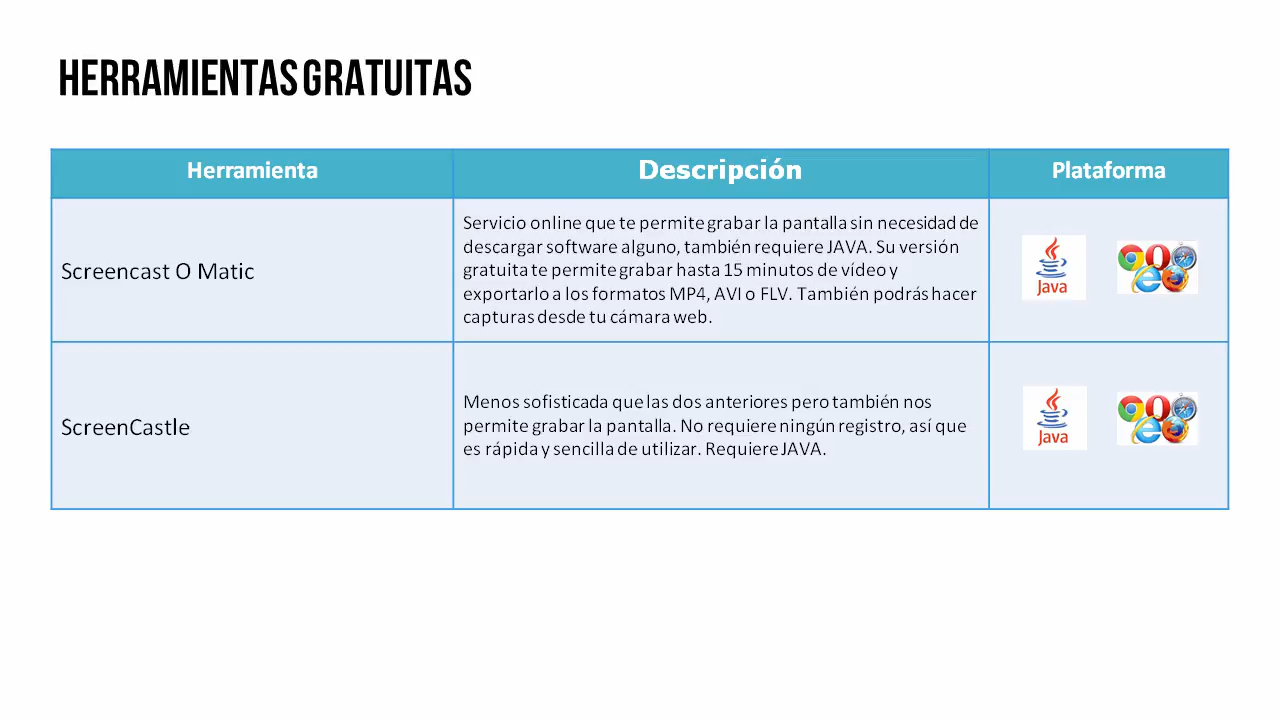 HERRAMIENTAS GRATUITAS
Herramienta
Descripción
Plataforma
Screencast O Matic
Servicio online que te permite grabar la pantalla sin necesidad de
descargar software alguno, también requiere JAVA. Su versión
gratuita te permite grabar hasta 15 minutos de vídeo y
exportarlo a los formatos MP4, AVI o FLV. También podrás hacer
capturas desde tu cámara web.
Java
ScreenCastle
Menos sofisticada que las dos anteriores pero también nos
permite grabar la pantalla. No requiere ningún registro, así que
es rápida y sencilla de utilizar. Requiere JAVA.
Java